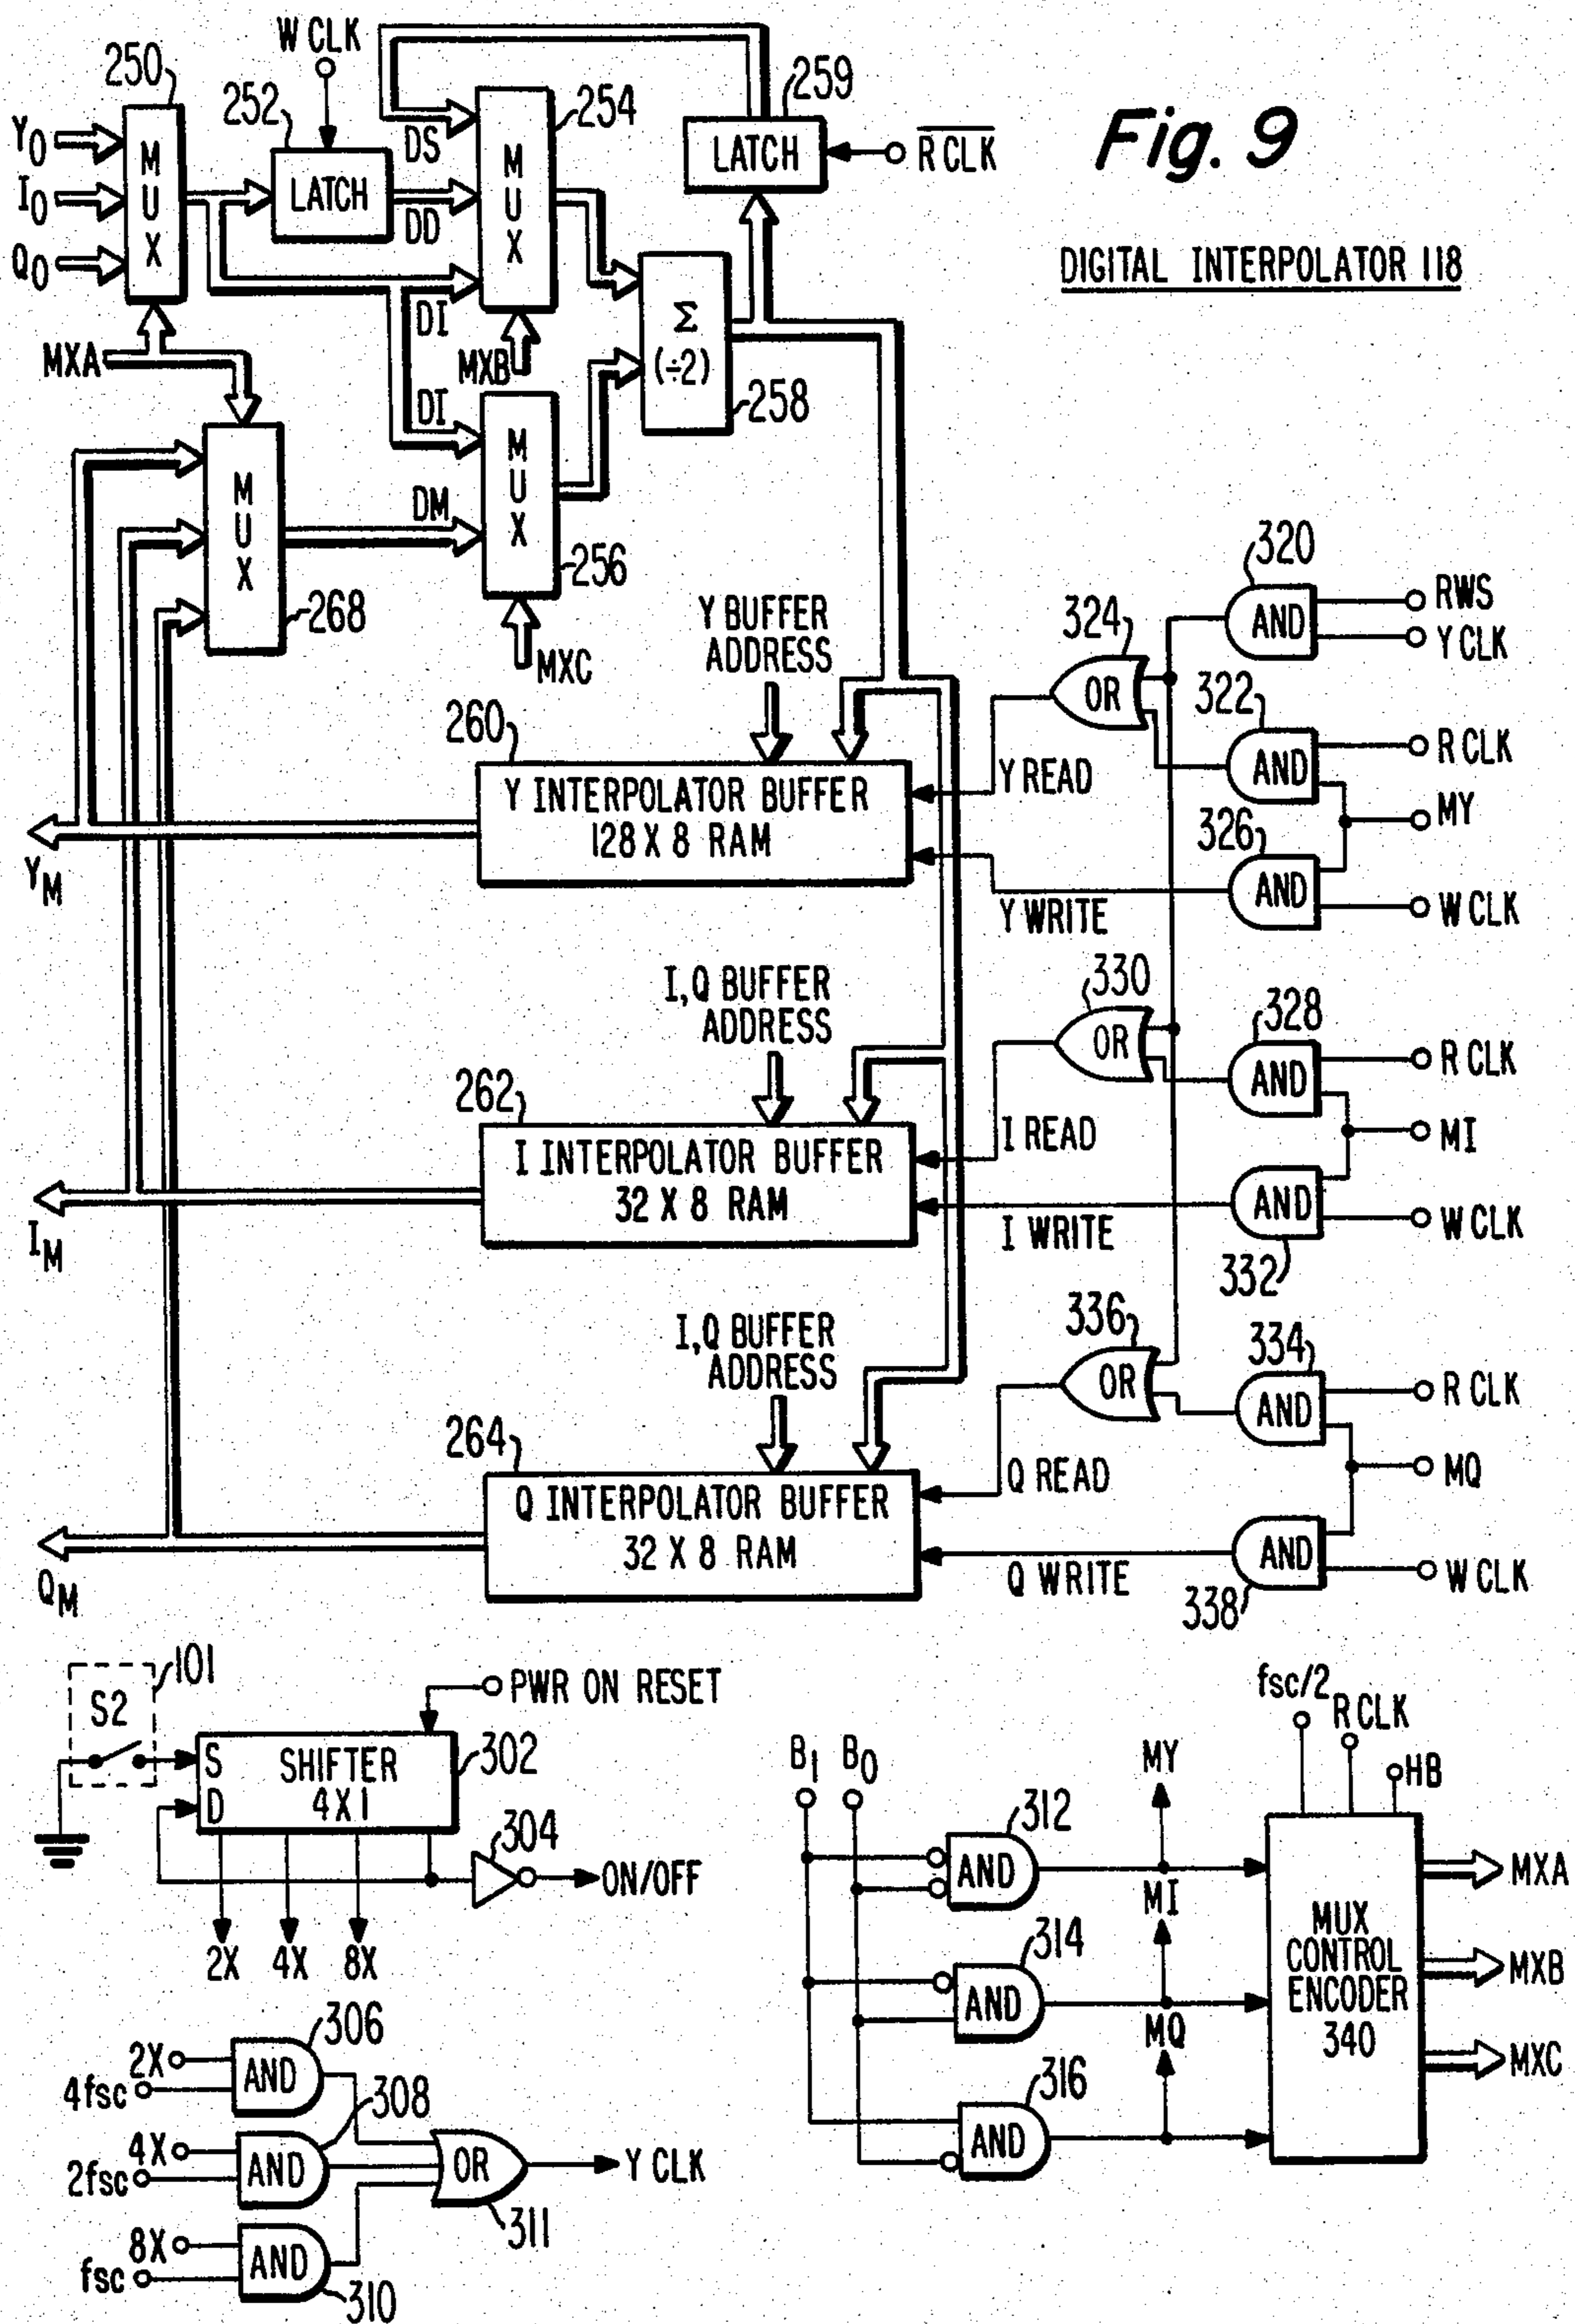 Fig. 9
DIGITAL INTERPOLATOR 118
W CLK
250
252
254
259
Y0
I0
Q0
MUX
LATCH
DS
DD
DI
MUX
LATCH
R CLK
MXA
MXB
Σ
(÷2)
258
DI
DM
MUX
268
MUX
256
MXC
Y BUFFER
ADDRESS
260
Y INTERPOLATOR BUFFER
128 X 8 RAM
YM
Y READ
Y WRITE
324
OR
320
AND
RWS
Y CLK
322
AND
R CLK
MY
326
AND
W CLK
I,Q BUFFER
ADDRESS
262
I INTERPOLATOR BUFFER
32 X 8 RAM
IM
I READ
I WRITE
330
OR
328
AND
R CLK
MI
AND
332
W CLK
I,Q BUFFER
ADDRESS
264
Q INTERPOLATOR BUFFER
32 X 8 RAM
QM
Q READ
Q WRITE
336
OR
334
AND
R CLK
MQ
AND
338
W CLK
101
S2
PWR ON RESET
S
D
SHIFTER
4X1
302
304
ON/OFF
2X
4X
8X
2X
4fsc
AND
306
4X
2fsc
AND
308
8X
fsc
AND
310
OR
311
Y CLK
B1
B0
312
AND
MY
314
AND
MI
316
AND
MQ
fsc/2
R CLK
HB
MUX
CONTROL
ENCODER
340
MXA
MXB
MXC